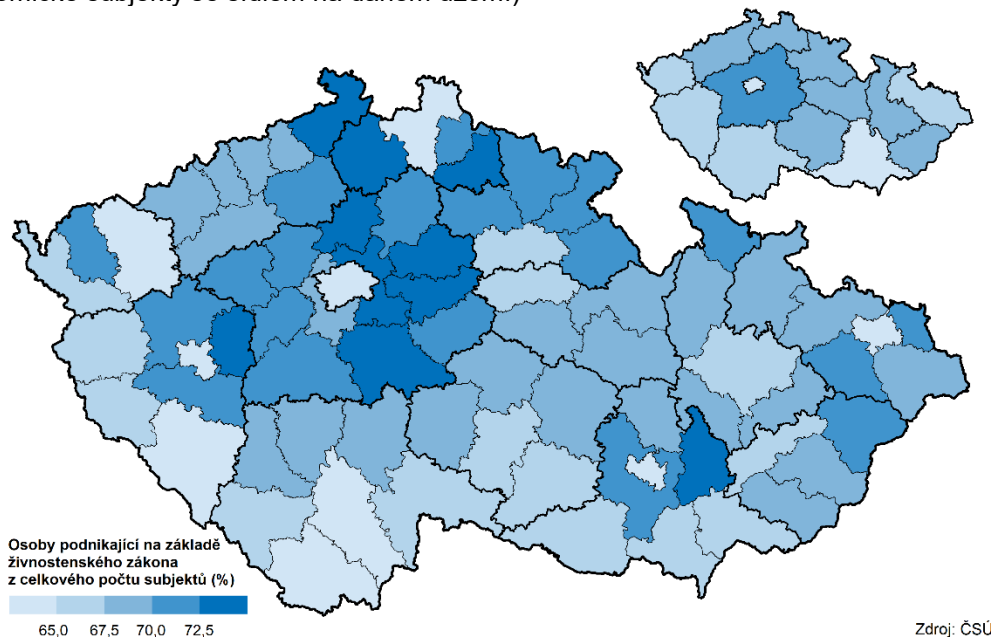 Osoby podnikající na základě
živnostenského zákona
z celkového počtu subjektů (%)
65,0 67,5 70,0 72,5
Zdroj: ČSÚ